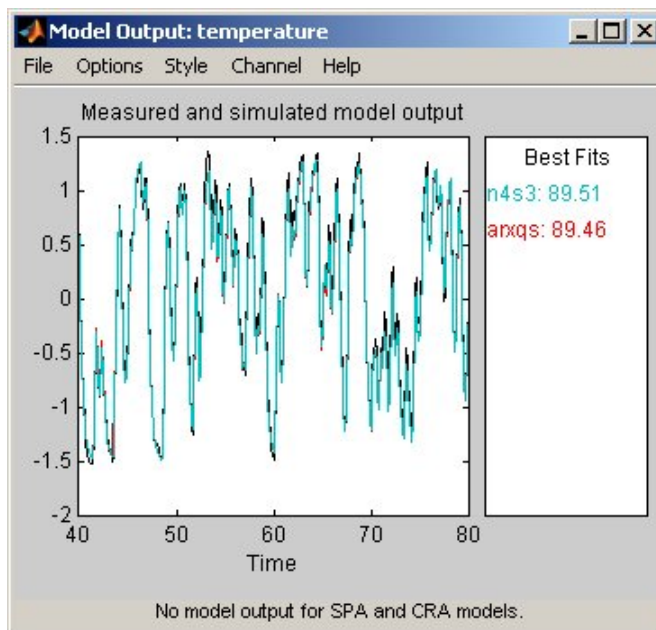 Model Output: temperature
File Options Style Channel Help
Measured and simulated model output
1.5
1
0.5
0
-0.5
-1
-1.5
-2
40 50 60 70 80
Time
Best Fits
n4s3: 89.51
arxqs: 89.46
No model output for SPA and CRA models.